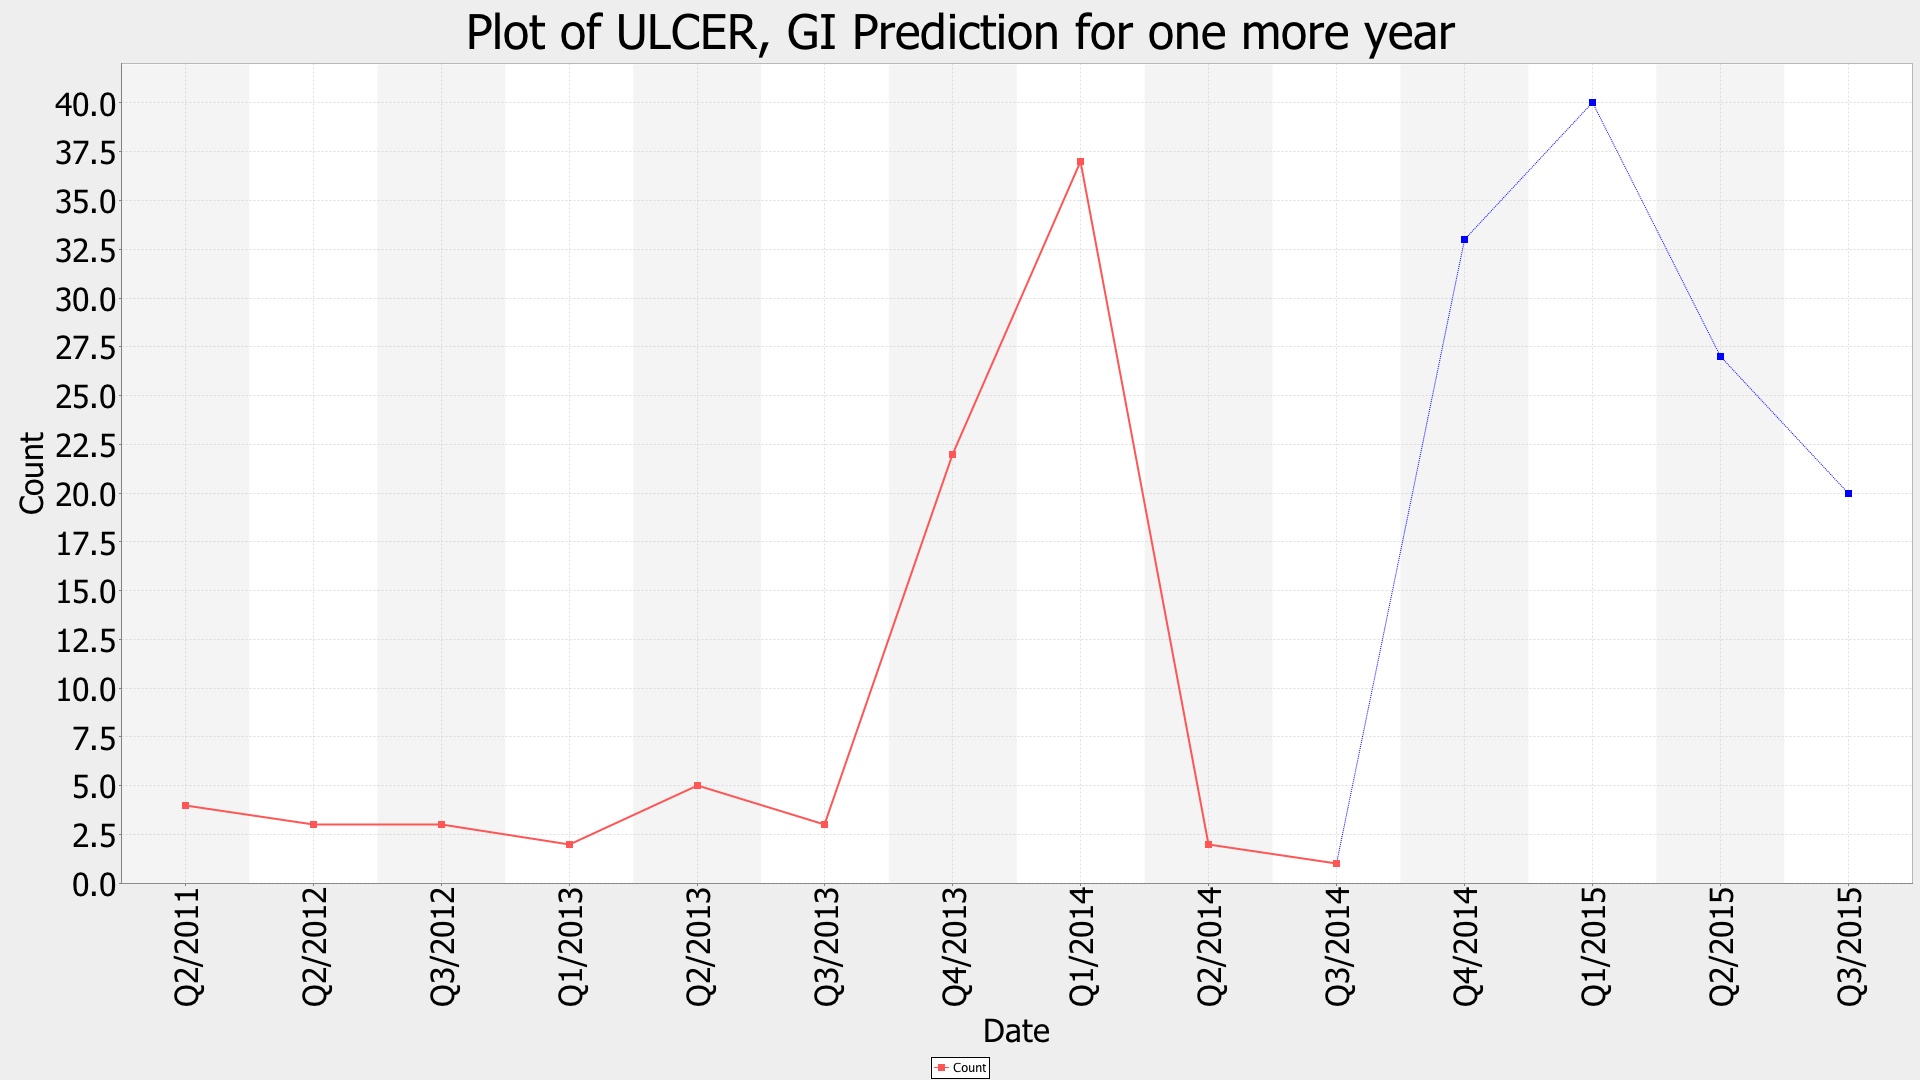 Plot of ULCER, GI Prediction for one more year
40.0
37.5
35.0
32.5
30.0
27.5
25.0
22.5
20.0
17.5
15.0
12.5
10.0
7.5
5.0
2.5
0.0
Count
Q2/2011
Q2/2012
Q3/2012
Q1/2013
Q2/2013
Q3/2013
Q4/2013
Q1/2014
Q2/2014
Q3/2014
Q4/2014
Q1/2015
Q2/2015
Q3/2015
Date
Count